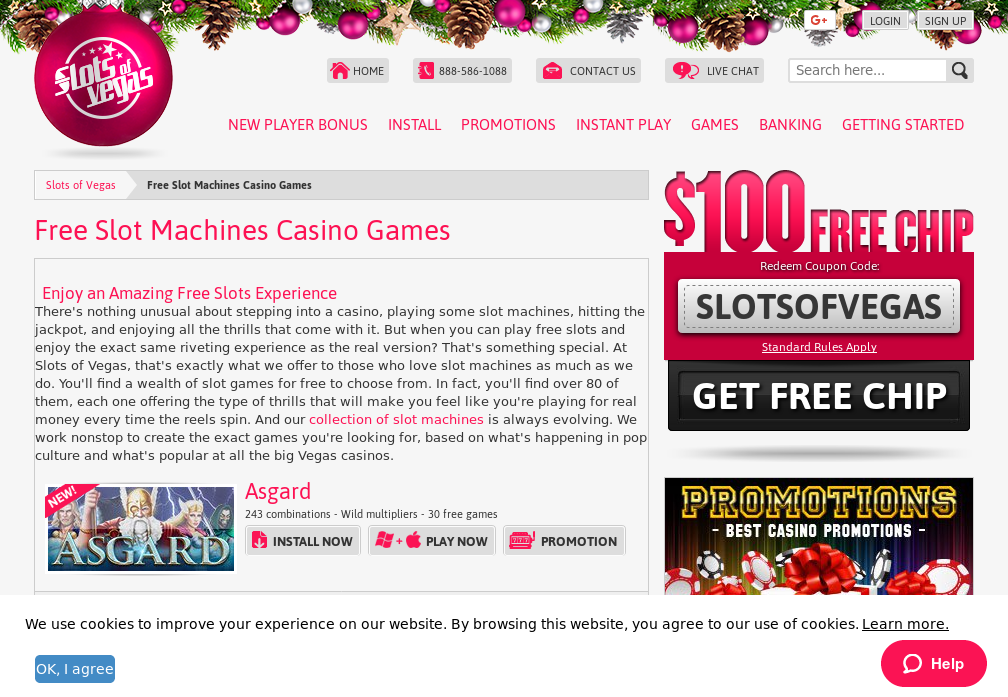 G+
LOGIN
SIGN UP
slots of vegas
HOME
888-586-1088
CONTACT US
LIVE CHAT
Search here...
NEW PLAYER BONUS
INSTALL
PROMOTIONS
INSTANT PLAY
GAMES
BANKING
GETTING STARTED
Slots of Vegas
Free Slot Machines Casino Games
Free Slot Machines Casino Games
Enjoy an Amazing Free Slots Experience
There's nothing unusual about stepping into a casino, playing some slot machines, hitting the
jackpot, and enjoying all the thrills that come with it. But when you can play free slots and
enjoy the exact same riveting experience as the real version? That's something special. At
Slots of Vegas, that's exactly what we offer to those who love slot machines as much as we
do. You'll find a wealth of slot games for free to choose from. In fact, you'll find over 80 of
them, each one offering the type of thrills that will make you feel like you're playing for real
money every time the reels spin. And our collection of slot machines is always evolving. We
work nonstop to create the exact games you're looking for, based on what's happening in pop
culture and what's popular at all the big Vegas casinos.
NEW!
ASGARD
Asgard
243 combinations - Wild multipliers - 30 free games
INSTALL NOW
+ PLAY NOW
PROMOTION
$100 FREE CHIP
Redeem Coupon Code:
SLOTSOFVEGAS
Standard Rules Apply
GET FREE CHIP
PROMOTIONS
- BEST CASINO PROMOTIONS -
We use cookies to improve your experience on our website. By browsing this website, you agree to our use of cookies. Learn more.
OK, I agree
Help